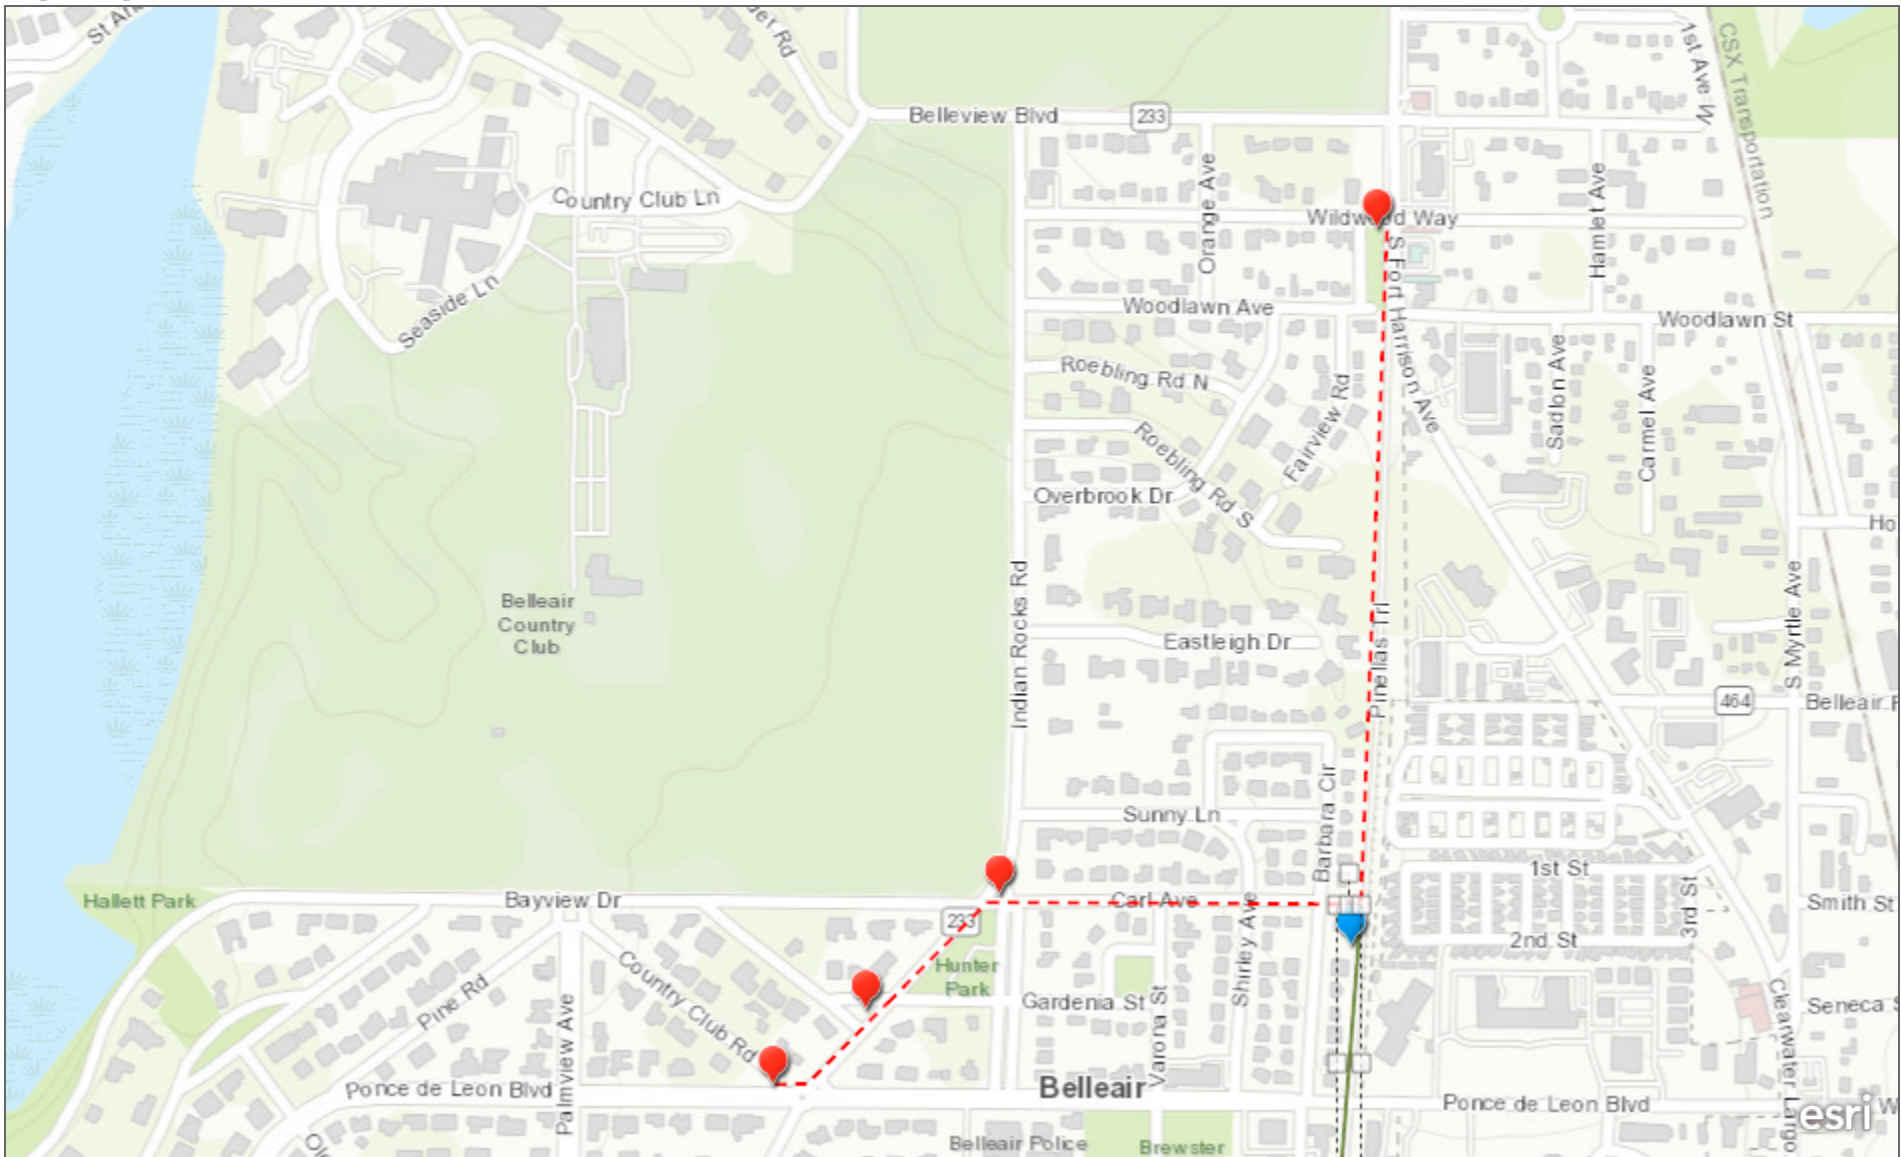 St And
Belleview Blvd
233
1st Ave W
CSX Transportation
Country Club Ln
Orange Ave
Wildwood Way
Hamlet Ave
Seaside Ln
S Fort Harrison Ave
Woodlawn Ave
Woodlawn St
Roebling Rd N
Fairview Rd
Sadlon Ave
Carmel Ave
Roebling Rd S
Overbrook Dr
Ho
Belleair
Country
Club
Indian Rocks Rd
Eastleigh Dr
Pinellas Trl
S Myrtle Ave
464
Belleair R
Sunny Ln
Barbara Cir
1st St
Hallett Park
Bayview Dr
233
Carl Ave
Shirley Ave
3rd St
Smith St
2nd St
Country Club Rd
Hunter
Park
Pine Rd
Gardenia St
Varona St
Seneca S
Clearwater Largo
Palmview Ave
Ponce de Leon Blvd
Belleair
Ponce de Leon Blvd
W
esri
Belleair Police
Brewster